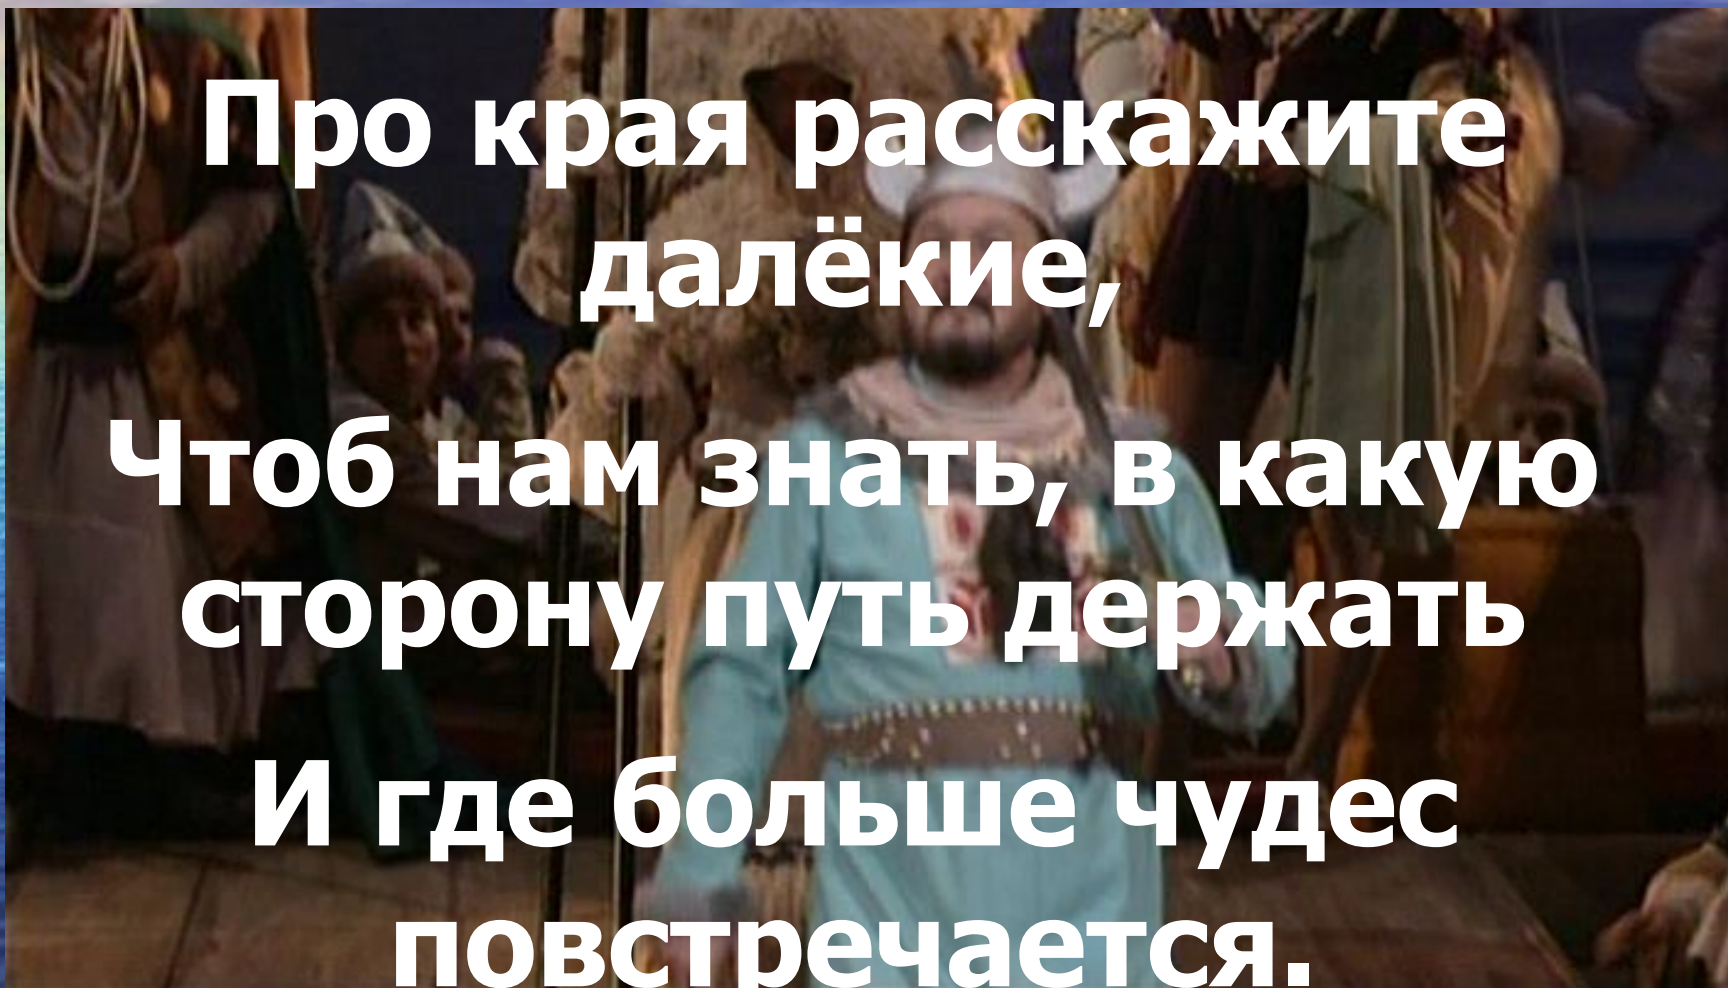 Про края расскажите
далёкие,
Чтоб нам знать, в какую
сторону путь держать
И где больше чудес
повстречается.